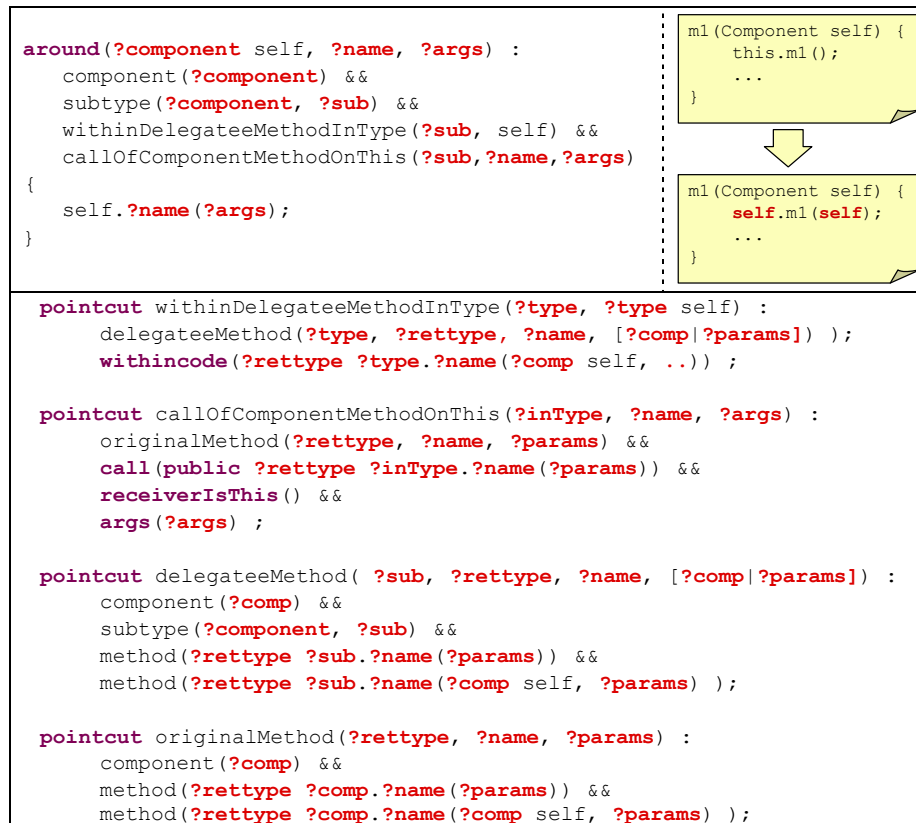 around(?component self, ?name, ?args) :
component(?component) &&
subtype(?component, ?sub) &&
withinDelegateeMethodInType(?sub, self) &&
callOfComponentMethodOnThis(?sub,?name,?args)
{
self.?name(?args);
}
m1(Component self) {
this.m1();
...
}
m1(Component self) {
self.m1(self);
...
}
pointcut withinDelegateeMethodInType(?type, ?type self) :
delegateeMethod(?type, ?rettype, ?name, [?comp|?params]) );
withincode(?rettype ?type.?name(?comp self, ..)) ;
pointcut callOfComponentMethodOnThis(?inType, ?name, ?args) :
originalMethod(?rettype, ?name, ?params) &&
call(public ?rettype ?inType.?name(?params)) &&
receiverIsThis() &&
args(?args) ;
pointcut delegateeMethod( ?sub, ?rettype, ?name, [?comp|?params]) :
component(?comp) &&
subtype(?component, ?sub) &&
method(?rettype ?sub.?name(?params)) &&
method(?rettype ?sub.?name(?comp self, ?params) );
pointcut originalMethod(?rettype, ?name, ?params) :
component(?comp) &&
method(?rettype ?comp.?name(?params)) &&
method(?rettype ?comp.?name(?comp self, ?params) );